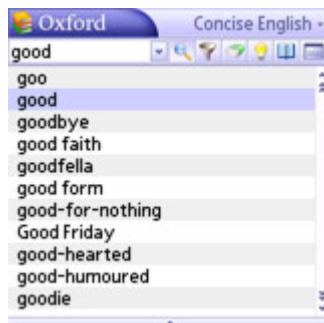 Oxford Concise English
good
goo
good
goodbye
good faith
goodfella
good form
good-for-nothing
Good Friday
good-hearted
good-humoured
goodie